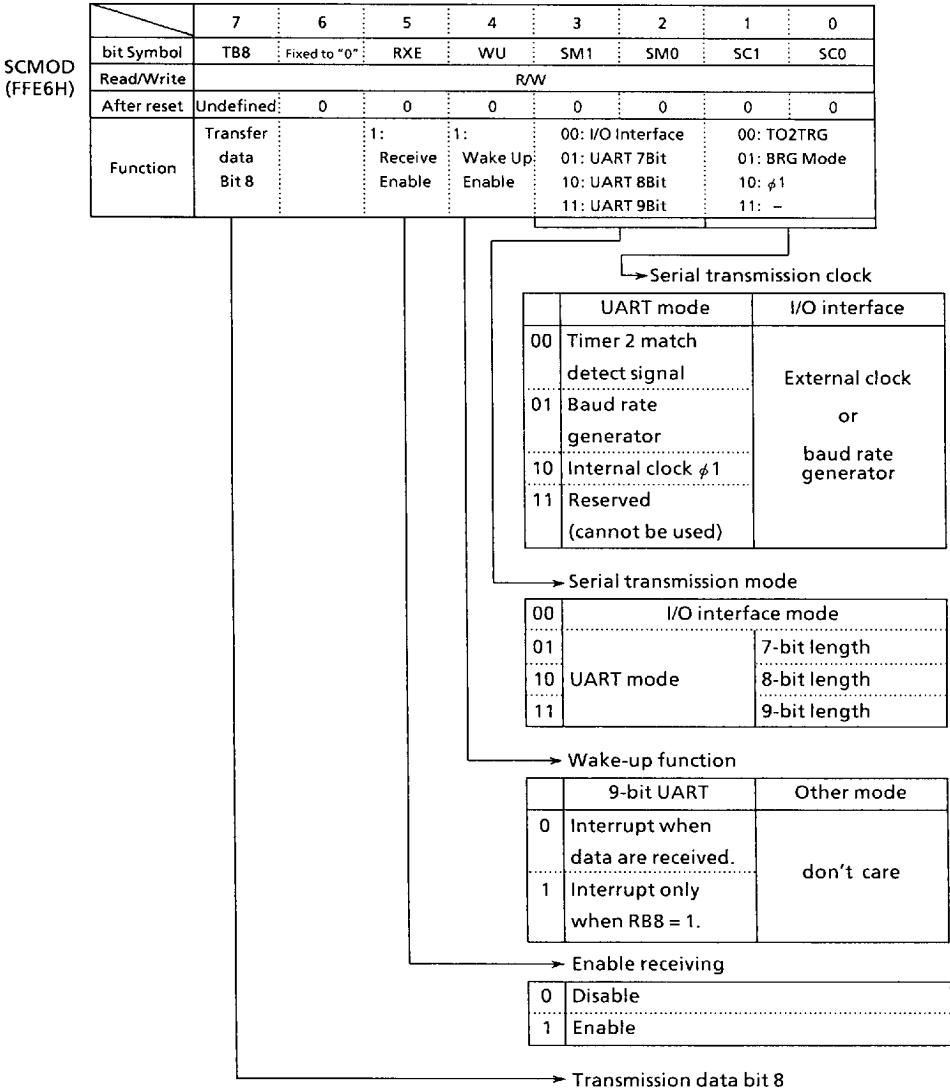 7 6 5 4 3 2 1 0
bit Symbol TB8 Fixed to "0" RXE WU SM1 SM0 SC1 SC0
SCMOD
(FFE6H)
Read/Write R/W
After reset Undefined 0 0 0 0 0 0 0
Function
Transfer data Bit 8
1: Receive Enable
1: Wake Up Enable
00: I/O Interface
01: UART 7Bit
10: UART 8Bit
11: UART 9Bit
00: TO2TRG
01: BRG Mode
10: ϕ1
11: –
Serial transmission clock
UART mode I/O interface
00 Timer 2 match
detect signal
01 Baud rate
generator
10 Internal clock ϕ1
11 Reserved
(cannot be used)
External clock
or
baud rate
generator
Serial transmission mode
00 I/O interface mode
01 7-bit length
10 UART mode 8-bit length
11 9-bit length
Wake-up function
9-bit UART Other mode
0 Interrupt when
data are received.
1 Interrupt only
when RB8 = 1.
don't care
Enable receiving
0 Disable
1 Enable
Transmission data bit 8